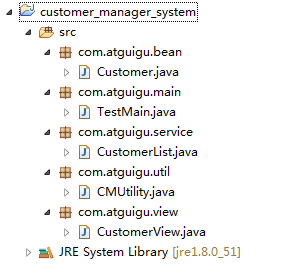 customer_manager_system
src
com.atguigu.bean
Customer.java
com.atguigu.main
TestMain.java
com.atguigu.service
CustomerList.java
com.atguigu.util
CMUtility.java
com.atguigu.view
CustomerView.java
JRE System Library [jre1.8.0_51]